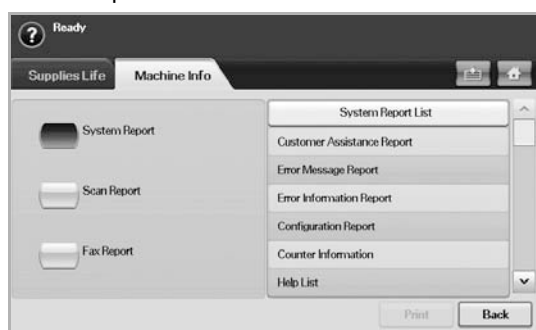 ?
Ready
Supplies Life
Machine Info
System Report
Scan Report
Fax Report
System Report List
Customer Assistance Report
Error Message Report
Error Information Report
Configuration Report
Counter Information
Help List
Print
Back